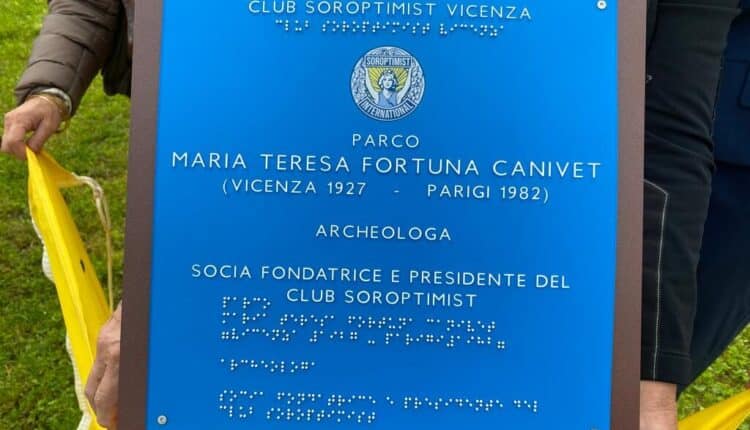 CLUB SOROPTIMIST VICENZA
SOROPTIMIST
INTERNATIONAL
PARCO
MARIA TERESA FORTUNA CANIVET
(VICENZA 1927 - PARIGI 1982)
ARCHEOLOGA
SOCIA FONDATRICE E PRESIDENTE DEL
CLUB SOROPTIMIST